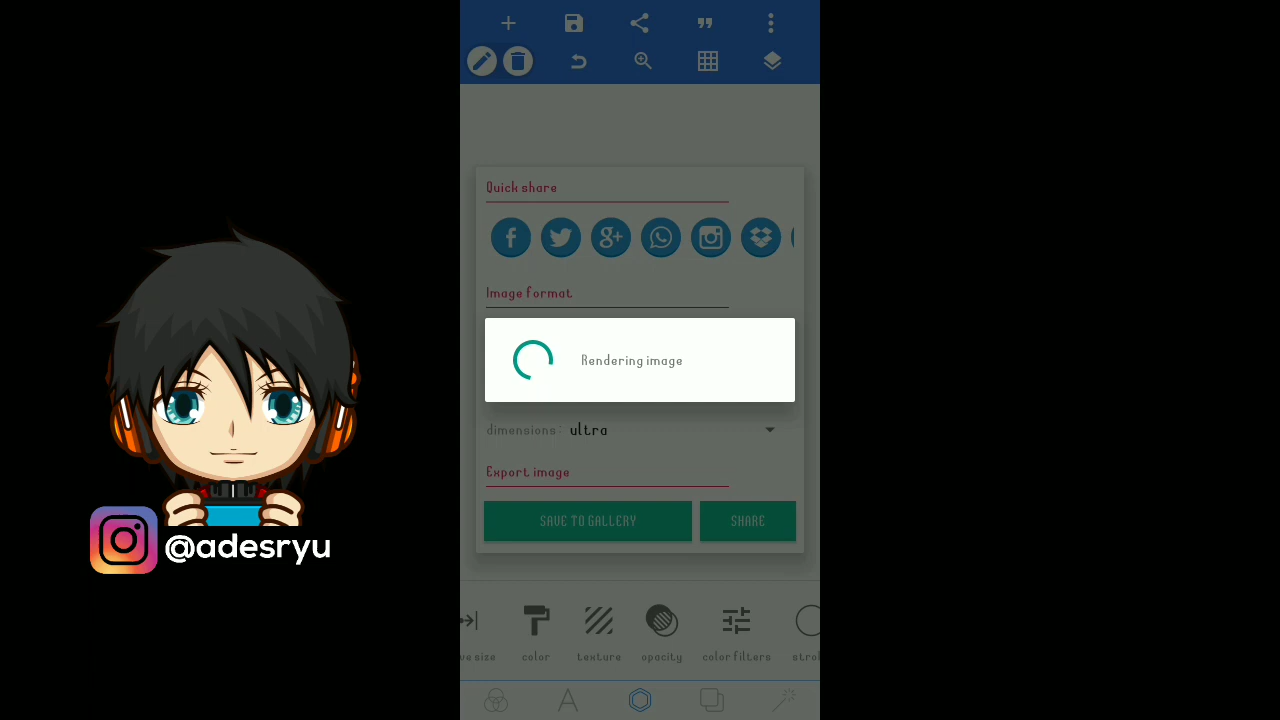 Quick share
Image format
Rendering image
dimensions: ultra
Export image
SAVE TO GALLERY SHARE
@adesryu
color texture opacity color filters